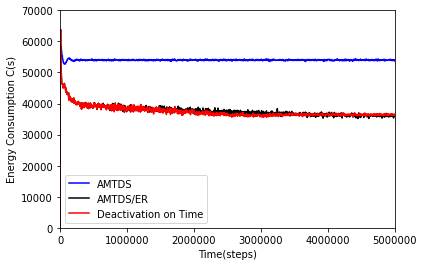 70000
60000
50000
40000
30000
20000
10000
0
Energy Consumption C(s)
AMTDS
AMTDS/ER
Deactivation on Time
0 1000000 2000000 3000000 4000000 5000000
Time(steps)